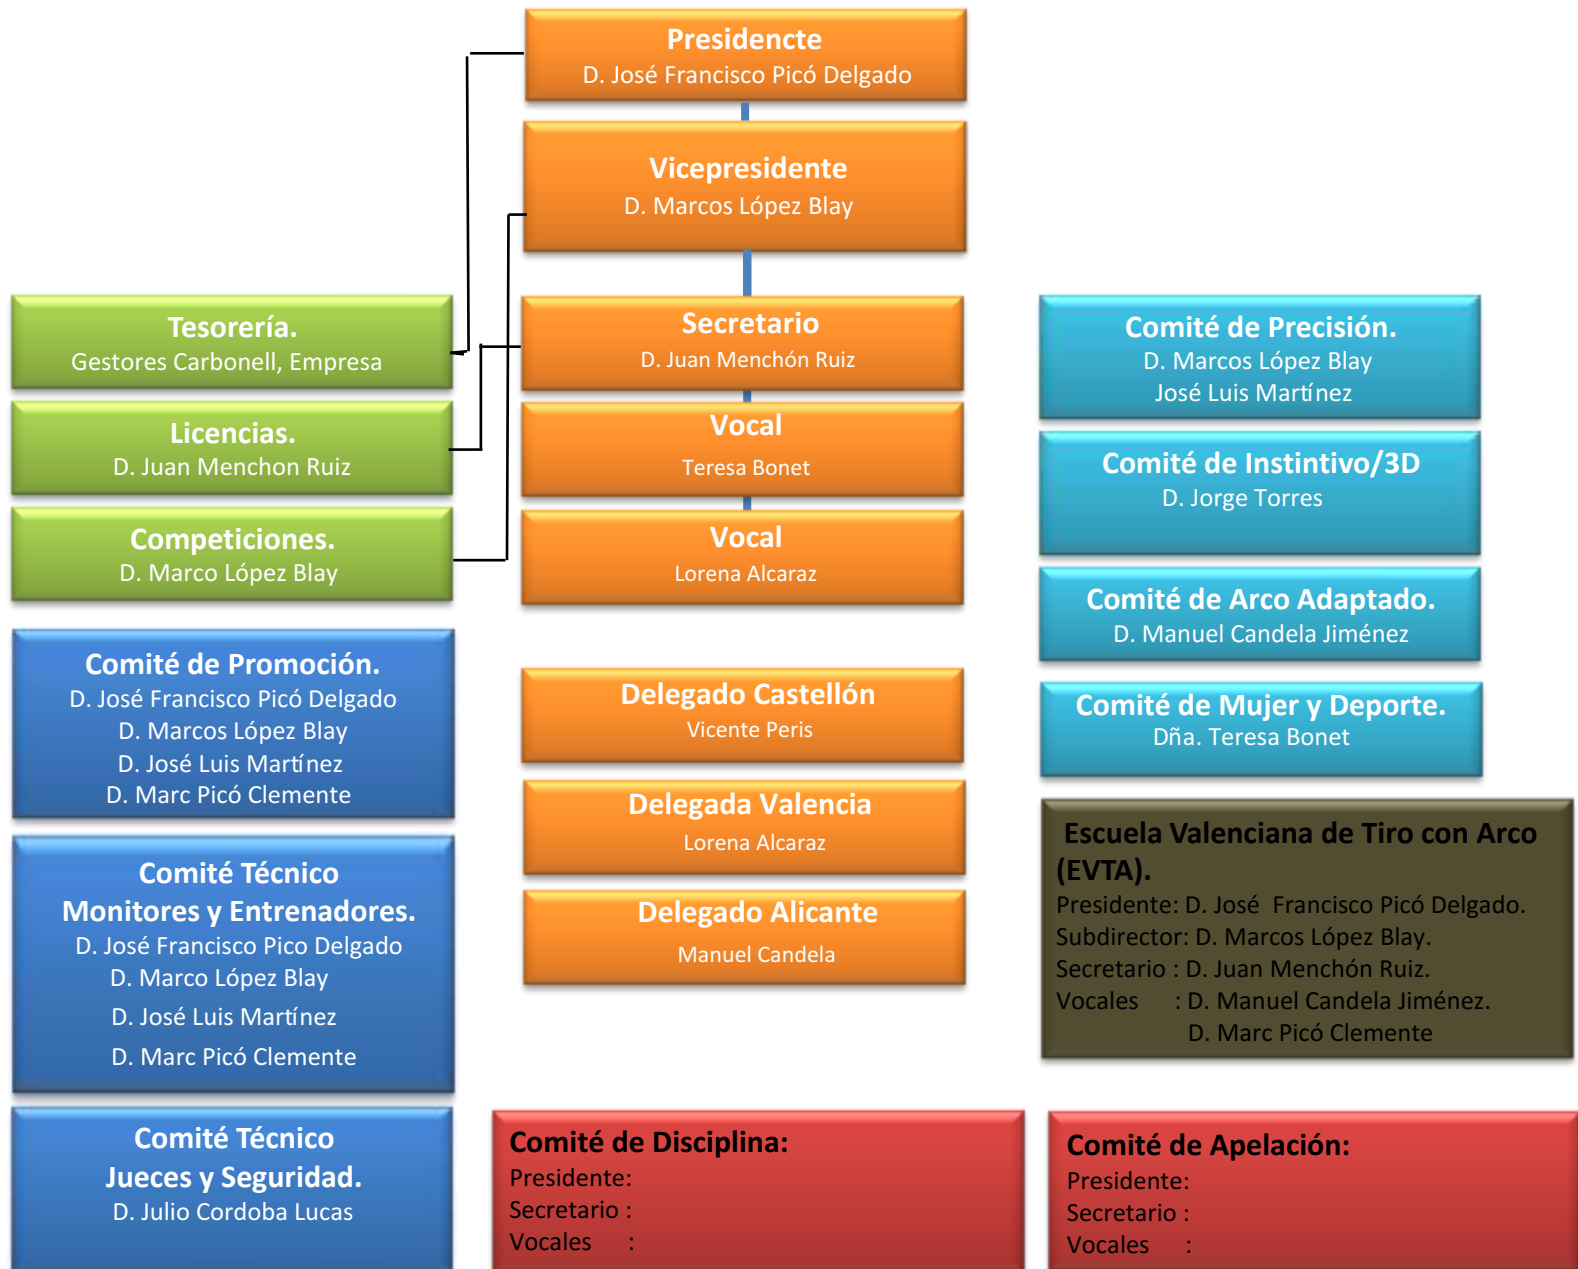 Presidencte
D. José Francisco Picó Delgado
Vicepresidente
D. Marcos López Blay
Tesorería.
Gestores Carbonell, Empresa
Licencias.
D. Juan Menchon Ruiz
Competiciones.
D. Marco López Blay
Secretario
D. Juan Menchón Ruiz
Vocal
Teresa Bonet
Vocal
Lorena Alcaraz
Comité de Precisión.
D. Marcos López Blay
José Luis Martínez
Comité de Instintivo/3D
D. Jorge Torres
Comité de Arco Adaptado.
D. Manuel Candela Jiménez
Comité de Mujer y Deporte.
Dña. Teresa Bonet
Comité de Promoción.
D. José Francisco Picó Delgado
D. Marcos López Blay
D. José Luis Martínez
D. Marc Picó Clemente
Delegado Castellón
Vicente Peris
Delegada Valencia
Lorena Alcaraz
Delegado Alicante
Manuel Candela
Comité Técnico
Monitores y Entrenadores.
D. José Francisco Pico Delgado
D. Marco López Blay
D. José Luis Martínez
D. Marc Picó Clemente
Escuela Valenciana de Tiro con Arco
(EVTA).
Presidente: D. José  Francisco Picó Delgado.
Subdirector: D. Marcos López Blay.
Secretario : D. Juan Menchón Ruiz.
Vocales : D. Manuel Candela Jiménez.
D. Marc Picó Clemente
Comité Técnico
Jueces y Seguridad.
D. Julio Cordoba Lucas
Comité de Disciplina:
Presidente:
Secretario :
Vocales :
Comité de Apelación:
Presidente:
Secretario :
Vocales :